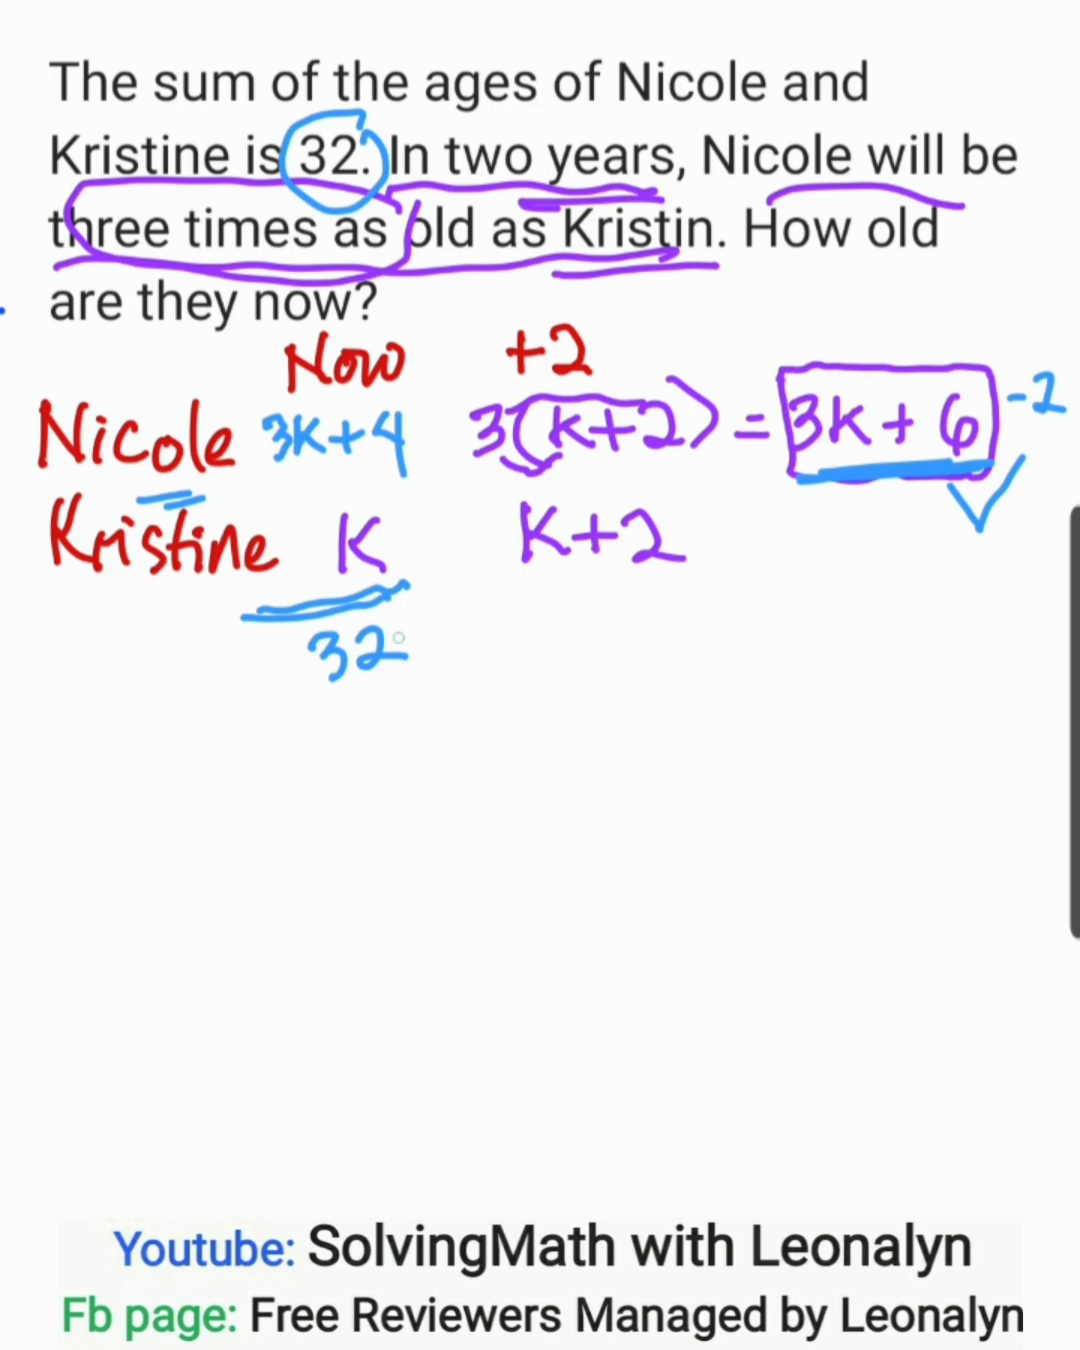 The sum of the ages of Nicole and
Kristine is 32. In two years, Nicole will be
three times as old as Kristin. How old
are they now?
Now +2
Nicole 3K+4 3(K+2) = 3K + 6 -2
Kristine K K+2
32
Youtube: SolvingMath with Leonalyn
Fb page: Free Reviewers Managed by Leonalyn